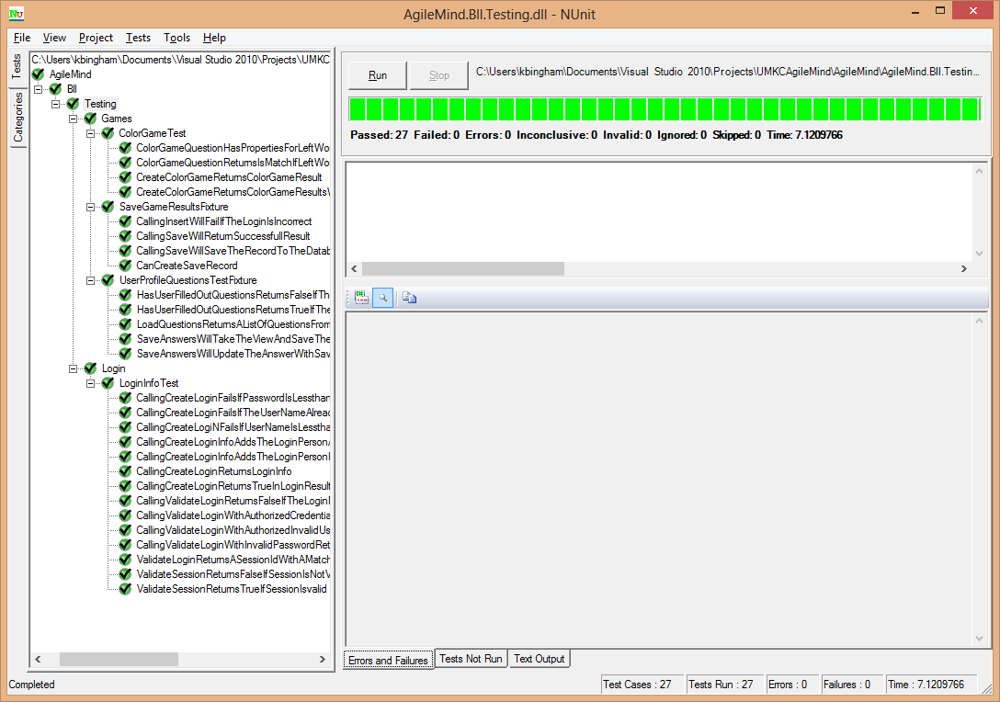 AgileMind.Bll.Testing.dll - NUnit
File View Project Tests Tools Help
Tests
Categories
C:\Users\kbingham\Documents\Visual Studio 2010\Projects\UMKC
AgileMind
Bll
Testing
Games
ColorGameTest
ColorGameQuestionHasPropertiesForLeftWo
ColorGameQuestionReturnsIsMatchIfLeftWo
CreateColorGameReturnsColorGameResult
CreateColorGameReturnsColorGameResultsW
SaveGameResultsFixture
CallingInsertWillFailIfTheLoginIsIncorrect
CallingSaveWillReturnSuccessfullResult
CallingSaveWillSaveTheRecordToTheDatab
CanCreateSaveRecord
UserProfileQuestionsTestFixture
HasUserFilledOutQuestionsReturnsFalseIfThe
HasUserFilledOutQuestionsReturnsTrueIfThe
LoadQuestionsReturnsAListOfQuestionsFrom
SaveAnswersWillTakeTheViewAndSaveThe
SaveAnswersWillUpdateTheAnswerWithSav
Login
LoginInfoTest
CallingCreateLoginFailsIfPasswordIsLessthan
CallingCreateLoginFailsIfTheUserNameAlread
CallingCreateLogiNFailsIfUserNameIsLesstha
CallingCreateLoginInfoAddsTheLoginPersonA
CallingCreateLoginInfoAddsTheLoginPersonI
CallingCreateLoginReturnsLoginInfo
CallingCreateLoginReturnsTrueInLoginResult
CallingValidateLoginReturnsFalseIfTheLoginI
CallingValidateLoginWithAuthorizedCredentia
CallingValidateLoginWithAuthorizedInvalidUs
CallingValidateLoginWithInvalidPasswordRet
ValidateLoginReturnsASessionIdWithAMatch
ValidateSessionReturnsFalseIfSessionIsNotV
ValidateSessionReturnsTrueIfSessionIsvalid
Run Stop C:\Users\kbingham\Documents\Visual Studio 2010\Projects\UMKCAgileMind\AgileMind\AgileMind.Bll.Testin...
Passed: 27 Failed: 0 Errors: 0 Inconclusive: 0 Invalid: 0 Ignored: 0 Skipped: 0 Time: 7.1209766
Errors and Failures Tests Not Run Text Output
Completed Test Cases : 27 Tests Run : 27 Errors : 0 Failures : 0 Time : 7.1209766